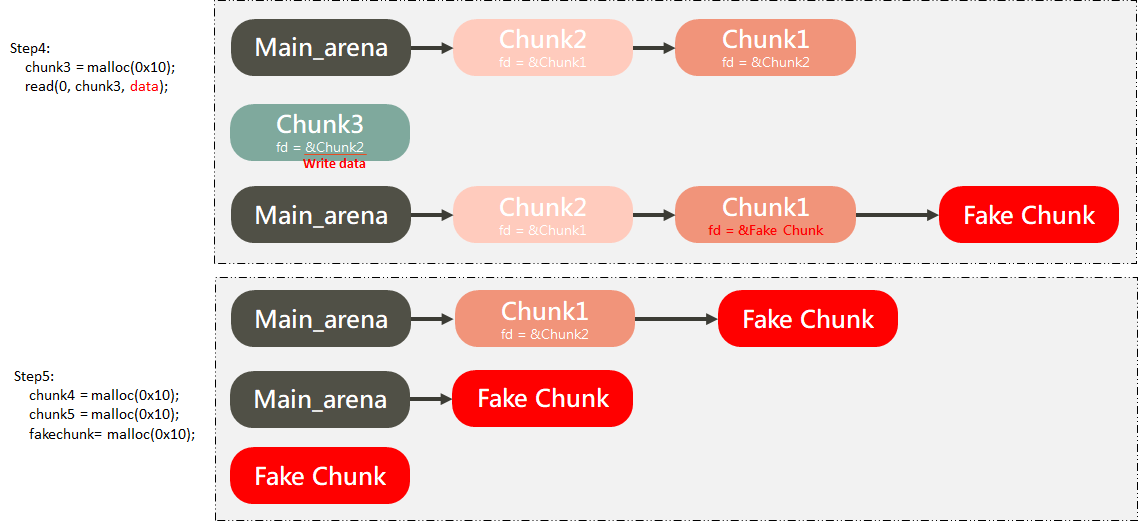 Step4:
chunk3 = malloc(0x10);
read(0, chunk3, data);
Main_arena
Chunk2
fd = &Chunk1
Chunk1
fd = &Chunk2
Chunk3
fd = &Chunk2
Write data
Main_arena
Chunk2
fd = &Chunk1
Chunk1
fd = &Fake Chunk
Fake Chunk
Step5:
chunk4 = malloc(0x10);
chunk5 = malloc(0x10);
fakechunk= malloc(0x10);
Main_arena
Chunk1
fd = &Chunk2
Fake Chunk
Main_arena
Fake Chunk
Fake Chunk